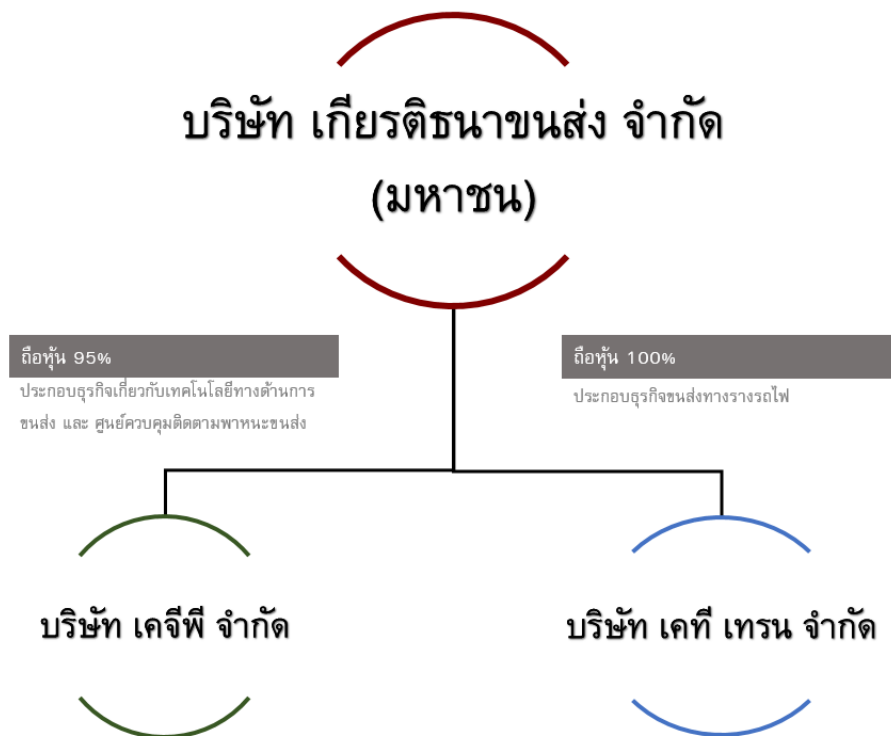 บริษัท เกียรติธนาขนส่ง จำกัด
(มหาชน)
ถือหุ้น 95%
ประกอบธุรกิจเกี่ยวกับเทคโนโลยีทางด้านการ
ขนส่ง และ ศูนย์ควบคุมติดตามพาหนะขนส่ง
ถือหุ้น 100%
ประกอบธุรกิจขนส่งทางรางรถไฟ
บริษัท เคจีพี จำกัด
บริษัท เคที เทรน จำกัด